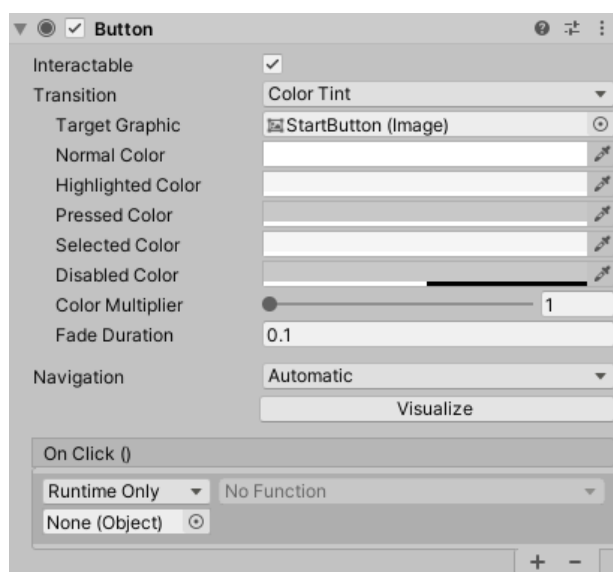 Button
Interactable
Transition Color Tint
Target Graphic StartButton (Image)
Normal Color
Highlighted Color
Pressed Color
Selected Color
Disabled Color
Color Multiplier 1
Fade Duration 0.1
Navigation Automatic
Visualize
On Click ()
Runtime Only No Function
None (Object)